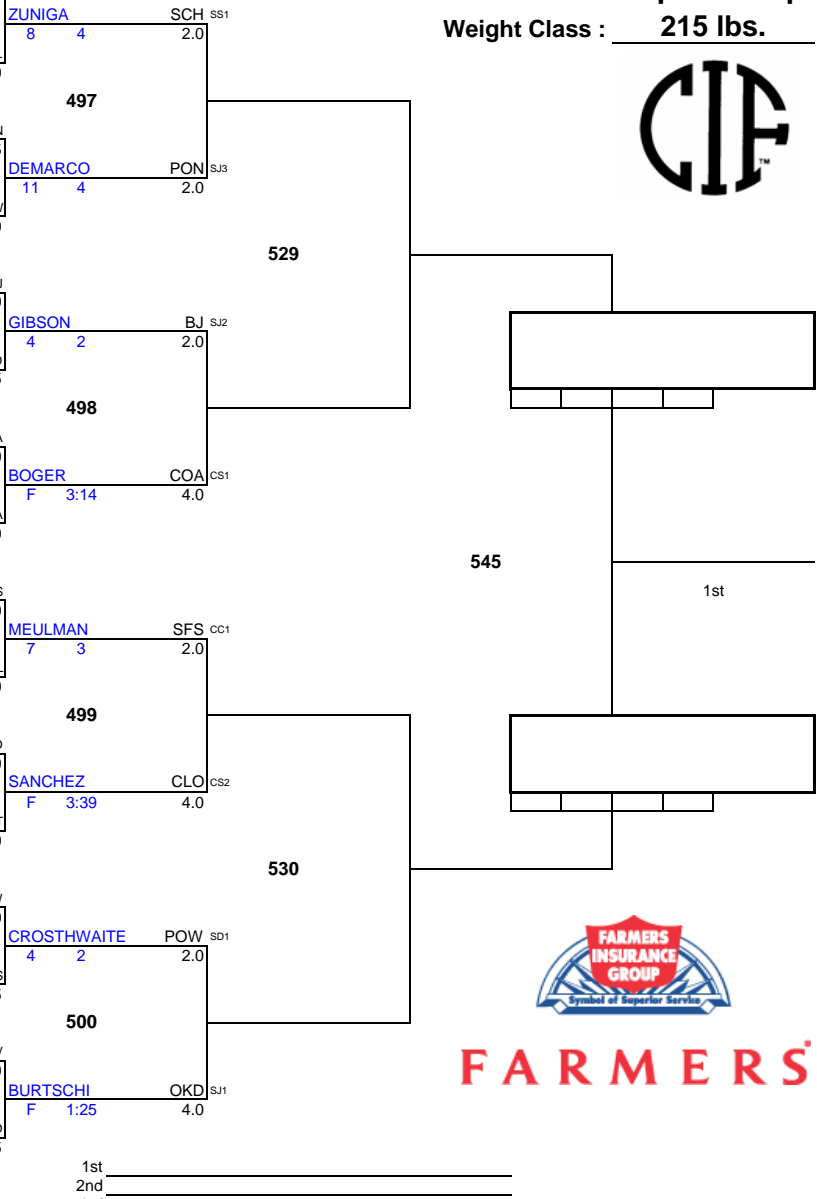 ZUNIGA SCH SS1
8 4 2.0
Weight Class : 215 lbs.
497
CIF
TM
DEMARCO PON SJ3
11 4 2.0
529
GIBSON BJ SJ2
4 2 2.0
498
BOGER COA CS1
F 3:14 4.0
545
1st
MEULMAN SFS CC1
7 3 2.0
499
SANCHEZ CLO CS2
F 3:39 4.0
530
CROSTHWAITE POW SD1
4 2 2.0
FARMERS
INSURANCE
GROUP
Symbol of Superior Service
500
FARMERS®
BURTSCHI OKD SJ1
F 1:25 4.0
1st
2nd